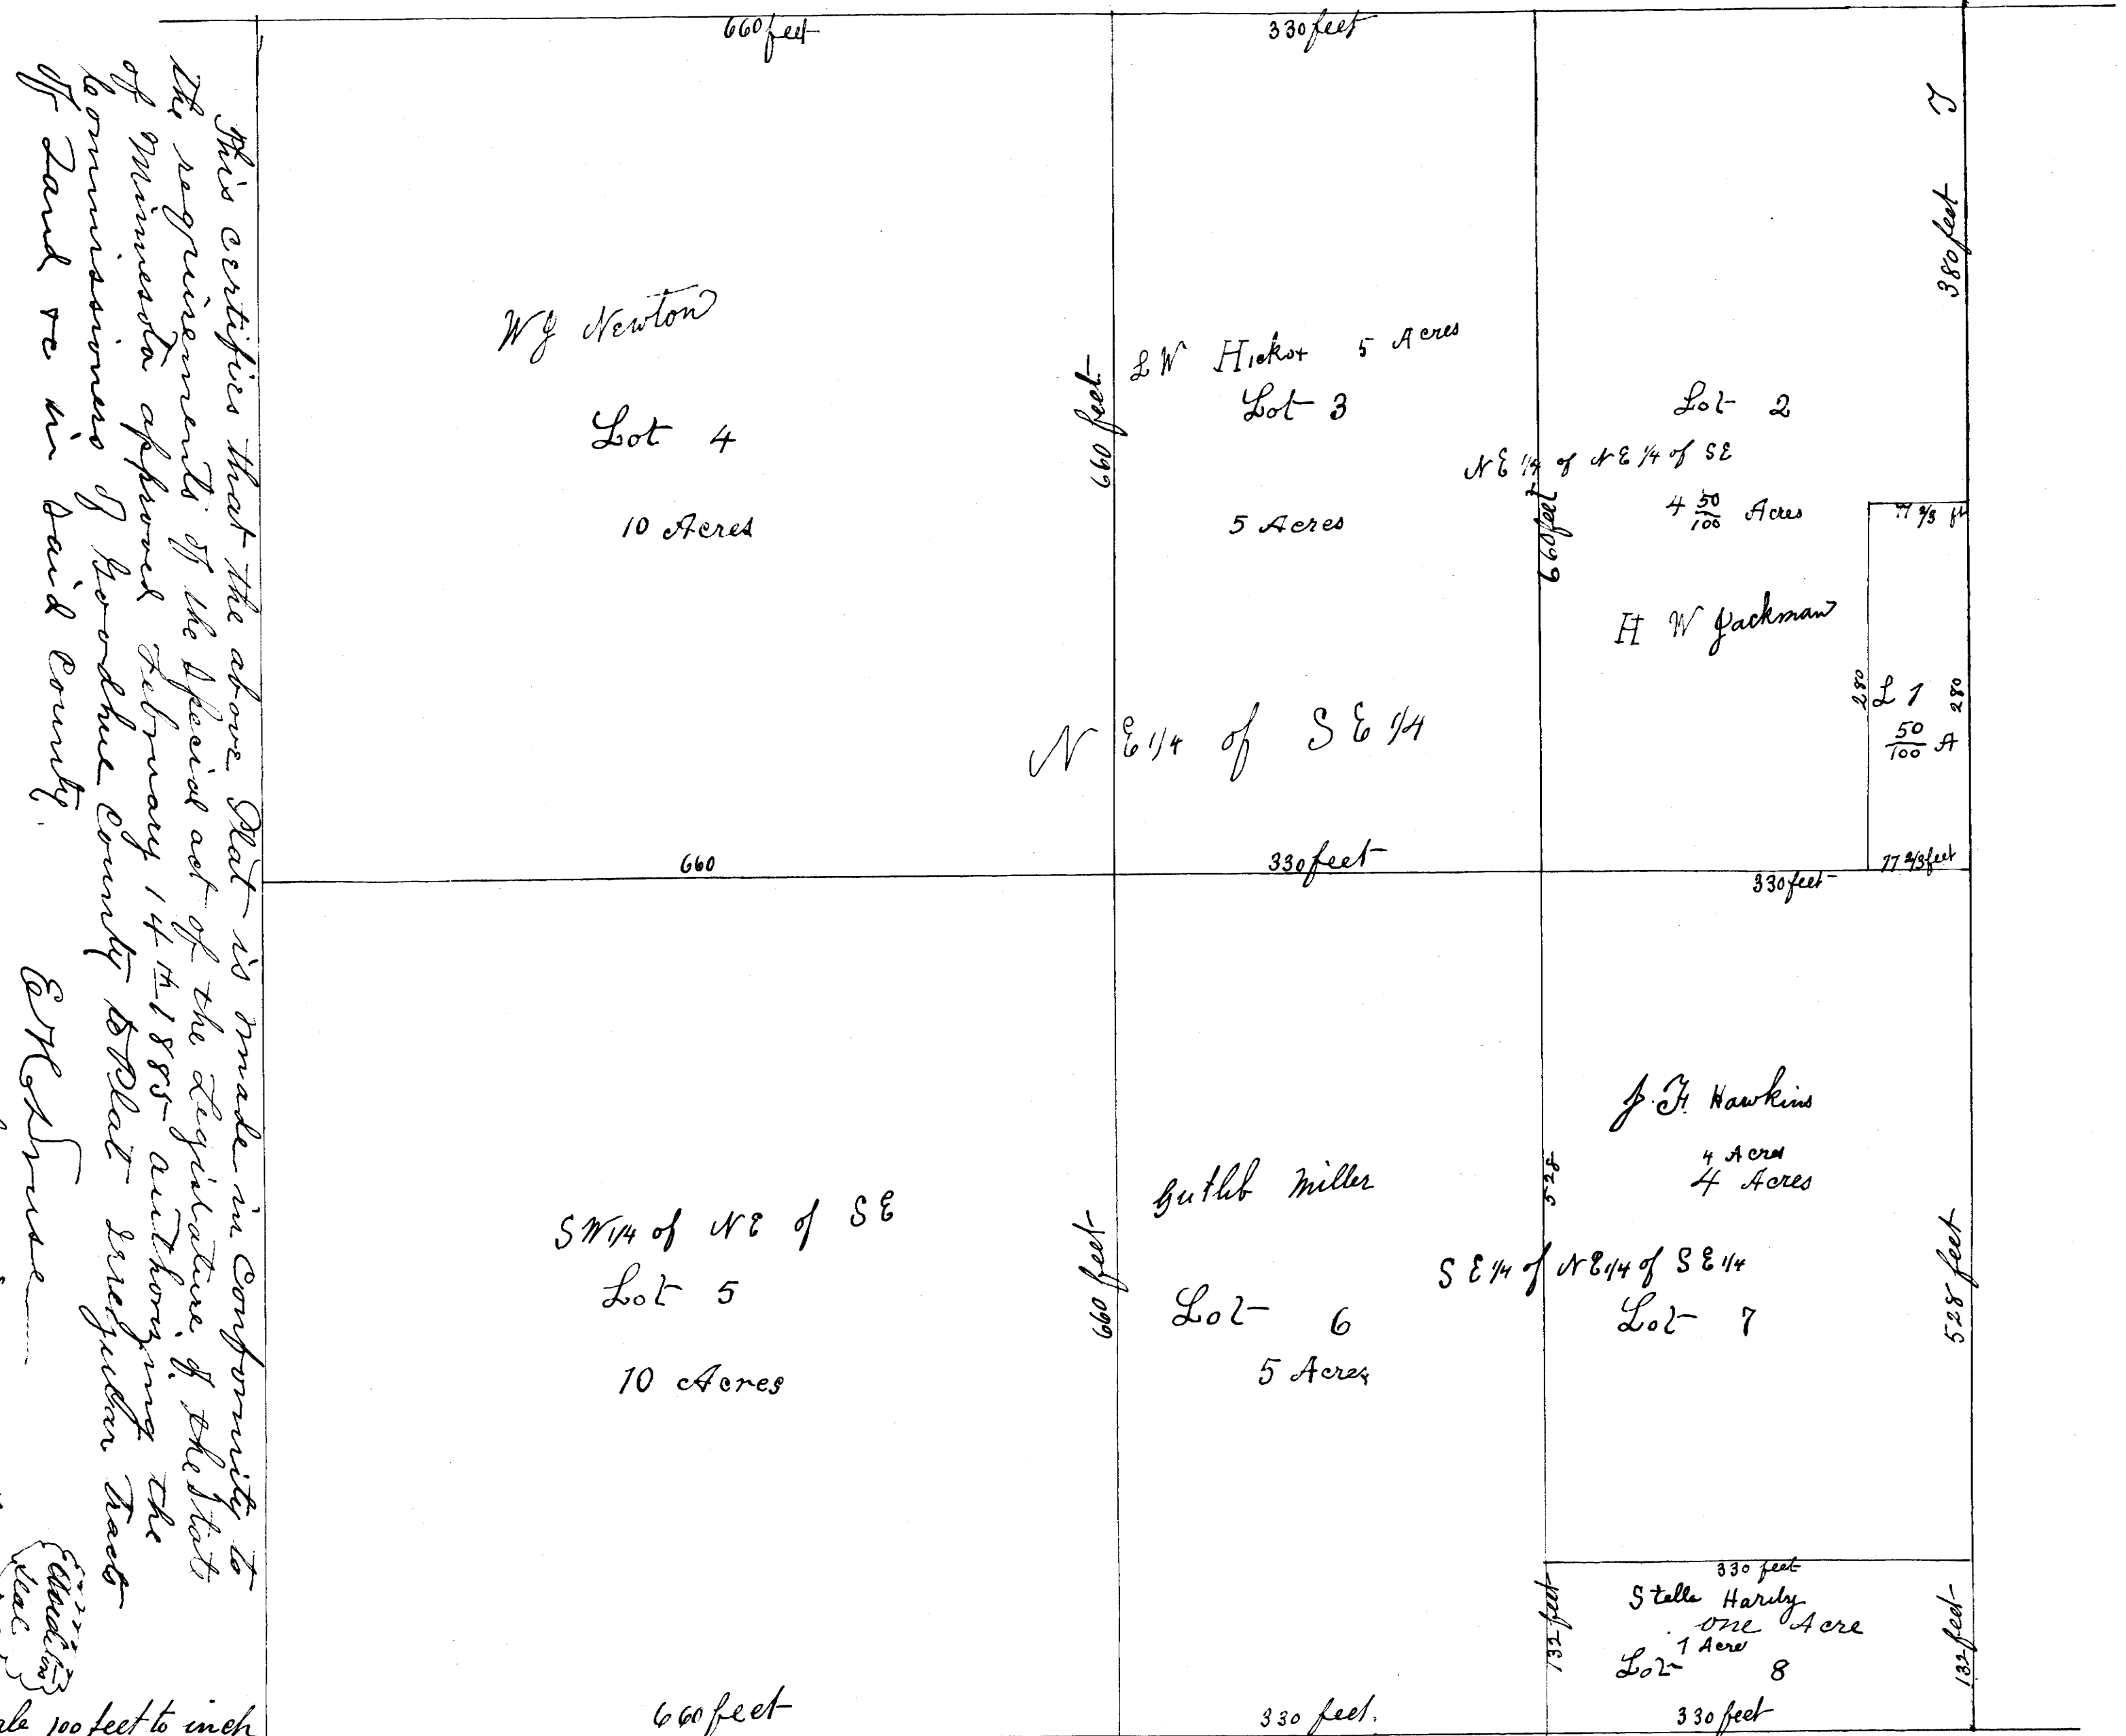 660 feet
330 feet
W J Newton
Lot 4
10 Acres
660 feet
L W Hickox 5 Acres
Lot 3
5 Acres
Lot 2
NE 1/4 of NE 1/4 of SE
4 50/100 Acres
660 feet
H W Jackman
380 feet
77 2/3 ft
280
L 1
280
50/100 A
N E 1/4 of S E 1/4
660
330 feet
77 2/3 feet
330 feet
J. F. Hawkins
4 Acres
4 Acres
528
528 feet
Gutlib Miller
660 feet
SW 1/4 of NE of SE
Lot 5
10 Acres
S E 1/4 of NE 1/4 of S E 1/4
Lot 6
5 Acres
Lot 7
330 feet
132 feet
Stella Hardy
one Acre
1 Acre
Lot 8
132 feet
660 feet
330 feet.
330 feet
This certifies that the above Plat is made in Conformity to
the requirements of the Special act of the Legislature of the State
of Minnesota approved February 14th 1885 authorizing the
Commissioners of Goodhue County to Plat Irregular Tracts
of Land &c in said County.
Seal
100 feet to inch